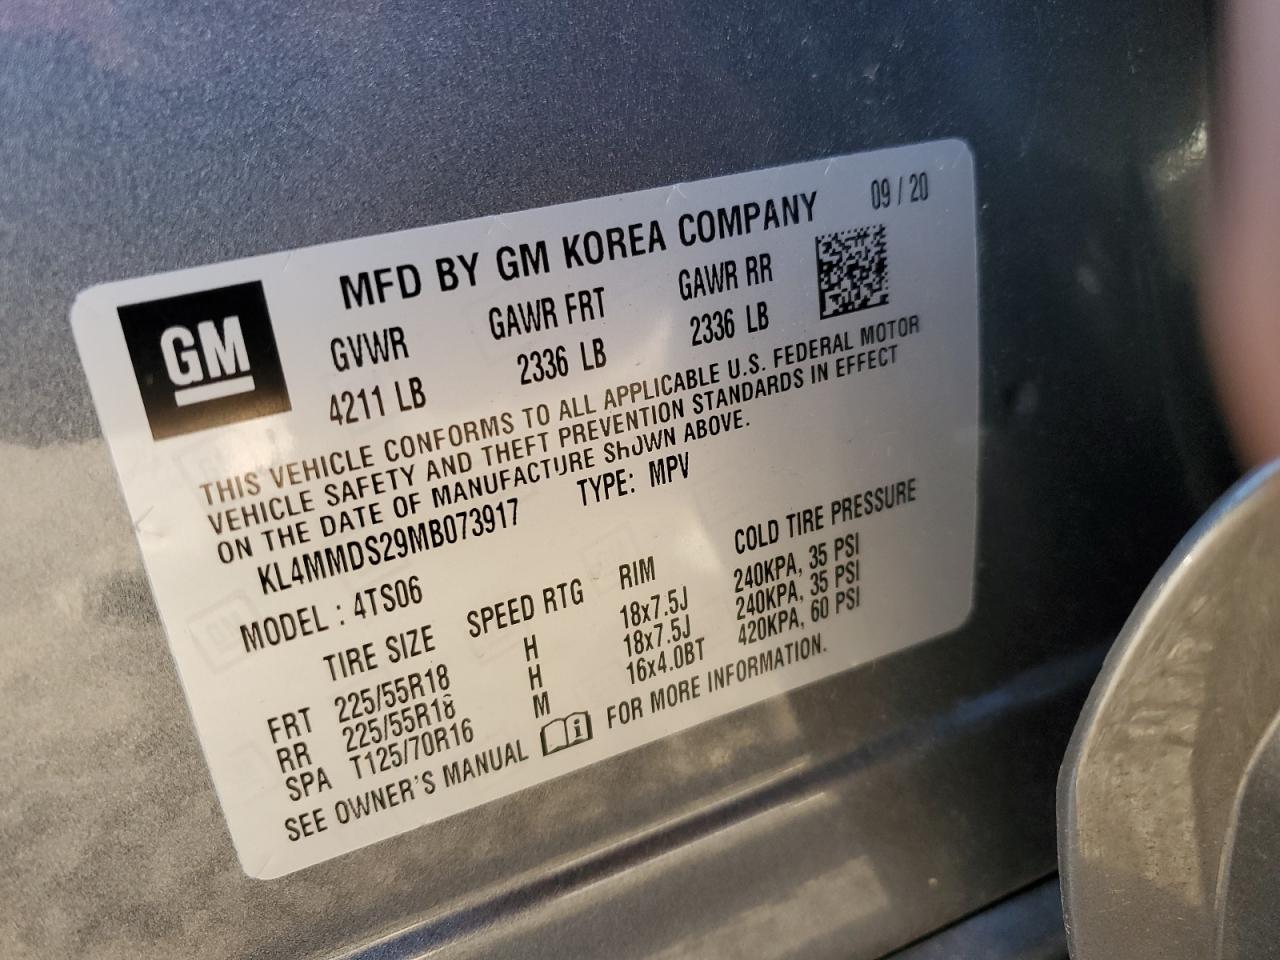 GM
MFD BY GM KOREA COMPANY 09 / 20
GVWR GAWR FRT GAWR RR
4211 LB 2336 LB 2336 LB
THIS VEHICLE CONFORMS TO ALL APPLICABLE U.S. FEDERAL MOTOR
VEHICLE SAFETY AND THEFT PREVENTION STANDARDS IN EFFECT
ON THE DATE OF MANUFACTURE ShOWN ABOVE.
KL4MMDS29MB073917 TYPE: MPV
MODEL : 4TS06
TIRE SIZE SPEED RTG RIM COLD TIRE PRESSURE
FRT 225/55R18 H 18x7.5J 240KPA, 35 PSI
RR 225/55R18 H 18x7.5J 240KPA, 35 PSI
SPA T125/70R16 M 16x4.0BT 420KPA, 60 PSI
SEE OWNER'S MANUAL i FOR MORE INFORMATION.